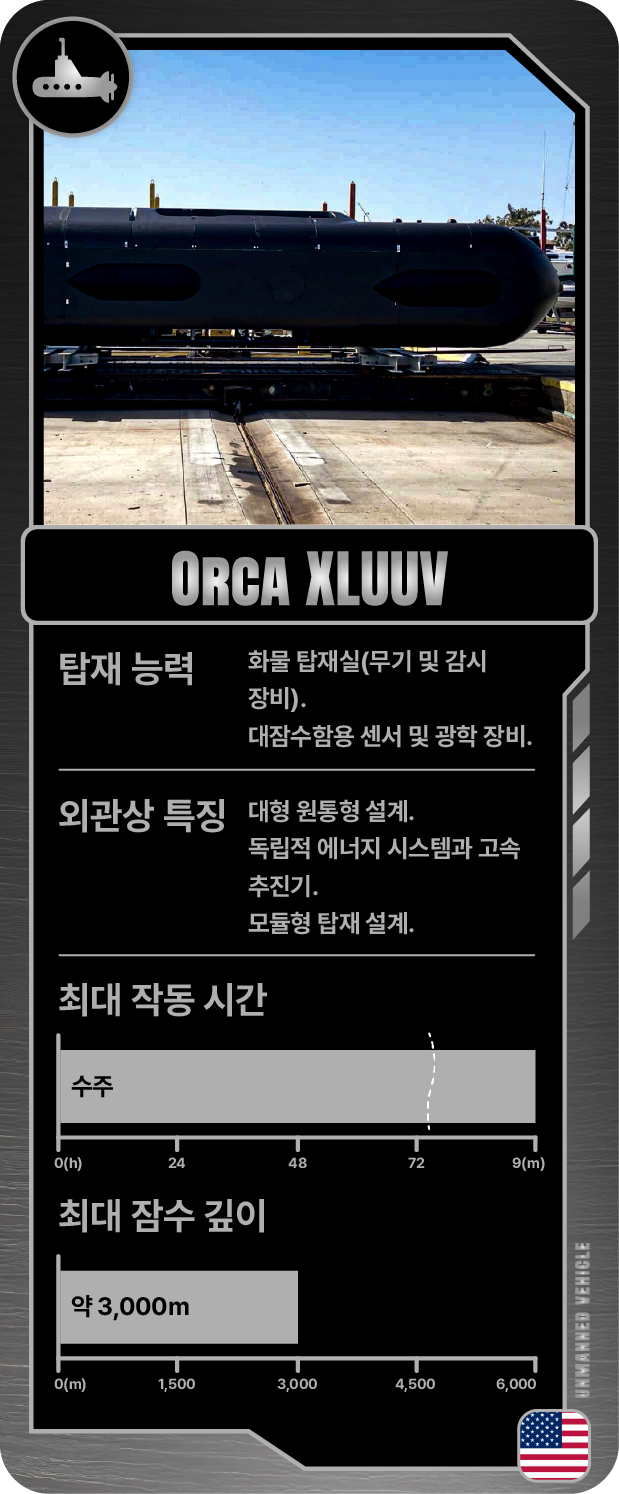 ORCA XLUUV
탑재 능력
화물 탑재실(무기 및 감시
장비).
대잠수함용 센서 및 광학 장비.
외관상 특징
대형 원통형 설계.
독립적 에너지 시스템과 고속
추진기.
모듈형 탑재 설계.
최대 작동 시간
수주
0(h) 24 48 72 9(m)
최대 잠수 깊이
약 3,000m
0(m) 1,500 3,000 4,500 6,000
UNMANNED VEHICLE